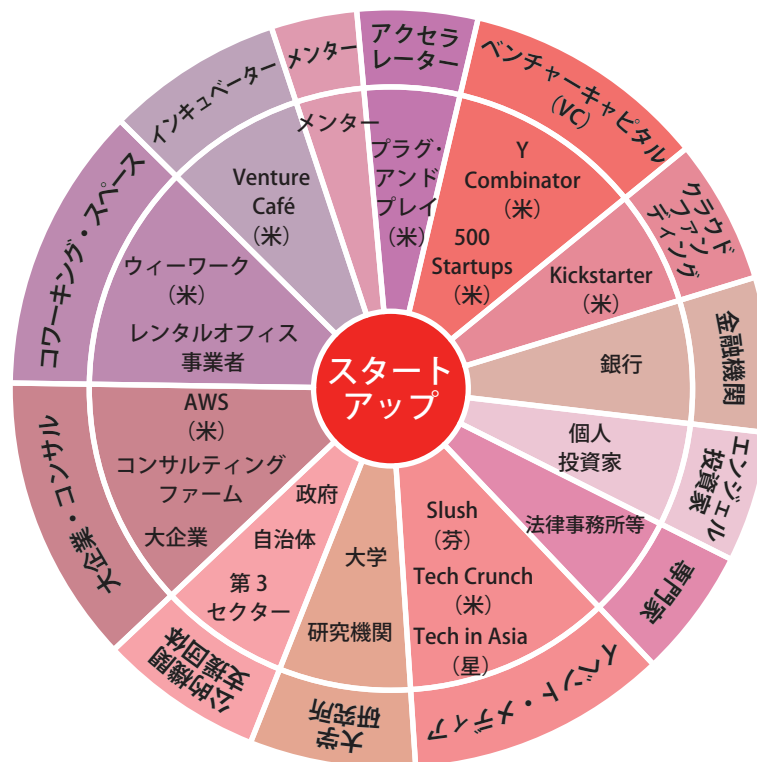 スタート
アップ
アクセラ
レーター
プラグ・
アンド
プレイ
（米）
ベンチャーキャピタル
（VC）
Y
Combinator
（米）
500
Startups
（米）
クラウド
ファン
ディング
Kickstarter
（米）
金融機関
銀行
エンジェル
投資家
個人
投資家
専門家
法律事務所等
イベント・メディア
Slush
（芬）
Tech Crunch
（米）
Tech in Asia
（星）
大学
研究所
大学
研究機関
公的機関
支援団体
政府
自治体
第 3
セクター
大企業・コンサル
AWS
（米）
コンサルティング
ファーム
大企業
コワーキング・スペース
ウィーワーク
（米）
レンタルオフィス
事業者
インキュベーター
Venture
Café
（米）
メンター
メンター